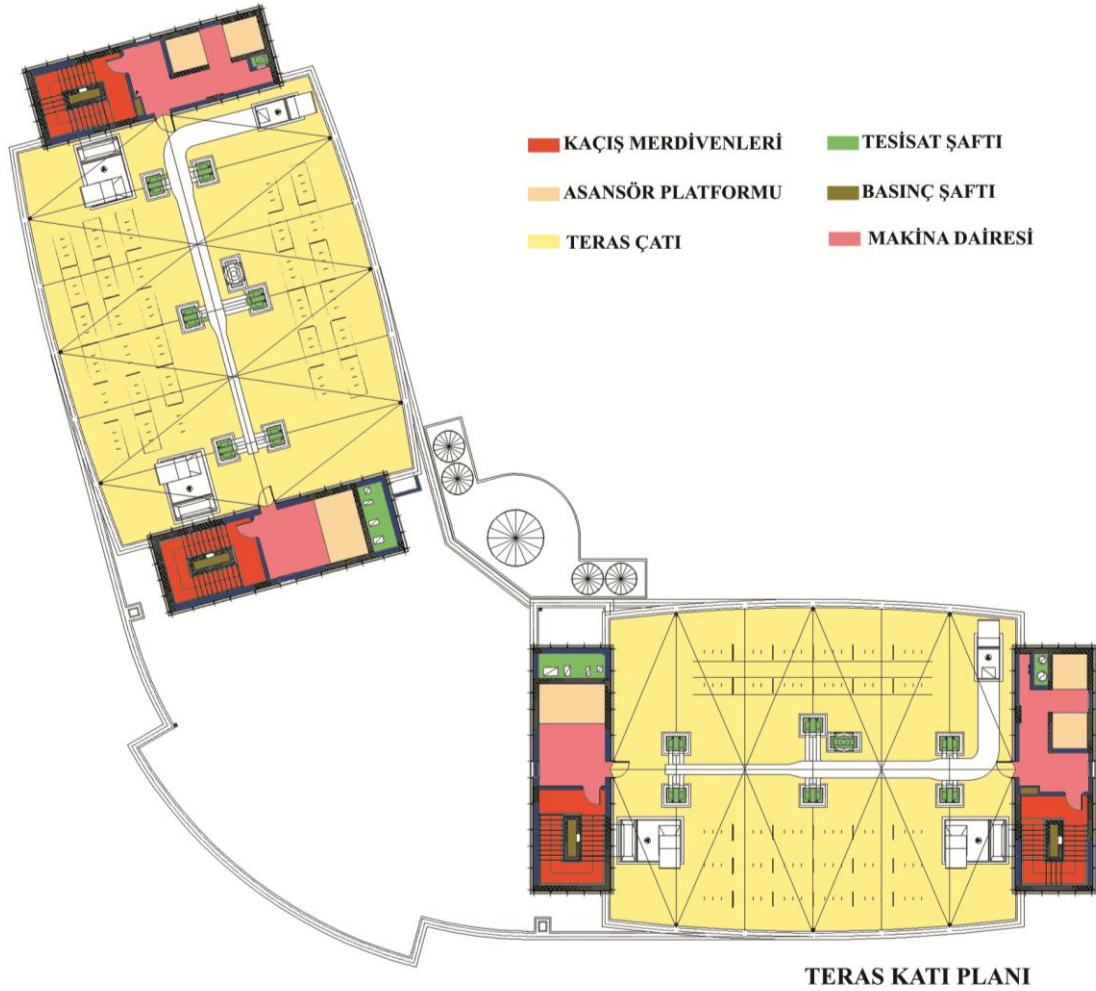 KAÇIŞ MERDİVENLERİ
TESİSAT ŞAFTI
ASANSÖR PLATFORMU
BASINÇ ŞAFTI
TERAS ÇATI
MAKİNA DAİRESİ
TERAS KATI PLANI